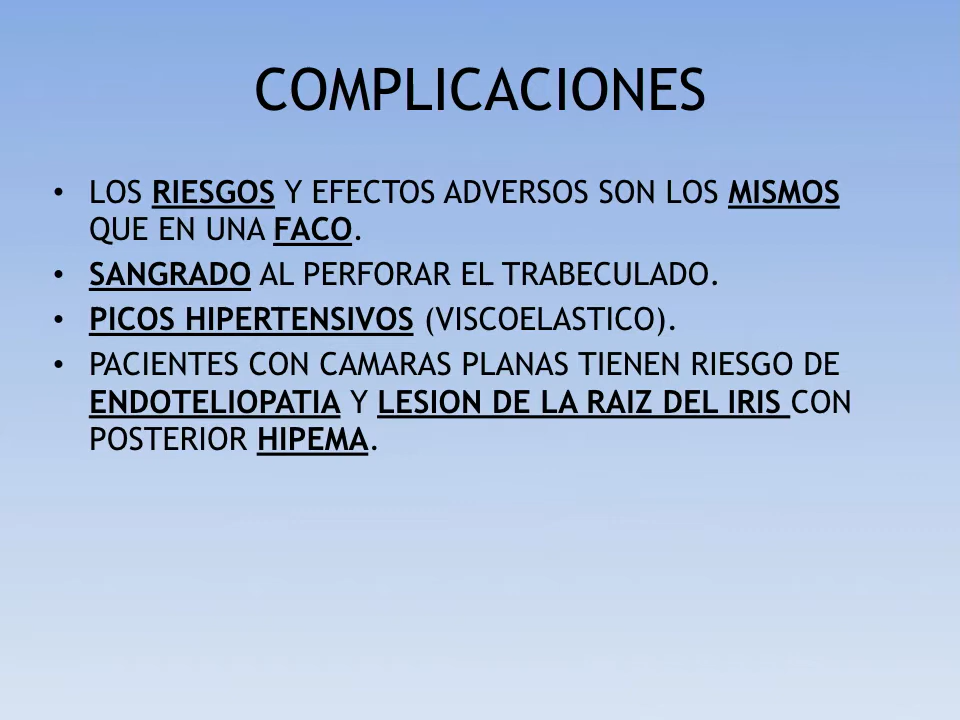 COMPLICACIONES
• LOS RIESGOS Y EFECTOS ADVERSOS SON LOS MISMOS
QUE EN UNA FACO.
• SANGRADO AL PERFORAR EL TRABECULADO.
• PICOS HIPERTENSIVOS (VISCOELASTICO).
• PACIENTES CON CAMARAS PLANAS TIENEN RIESGO DE
ENDOTELIOPATIA Y LESION DE LA RAIZ DEL IRIS CON
POSTERIOR HIPEMA.